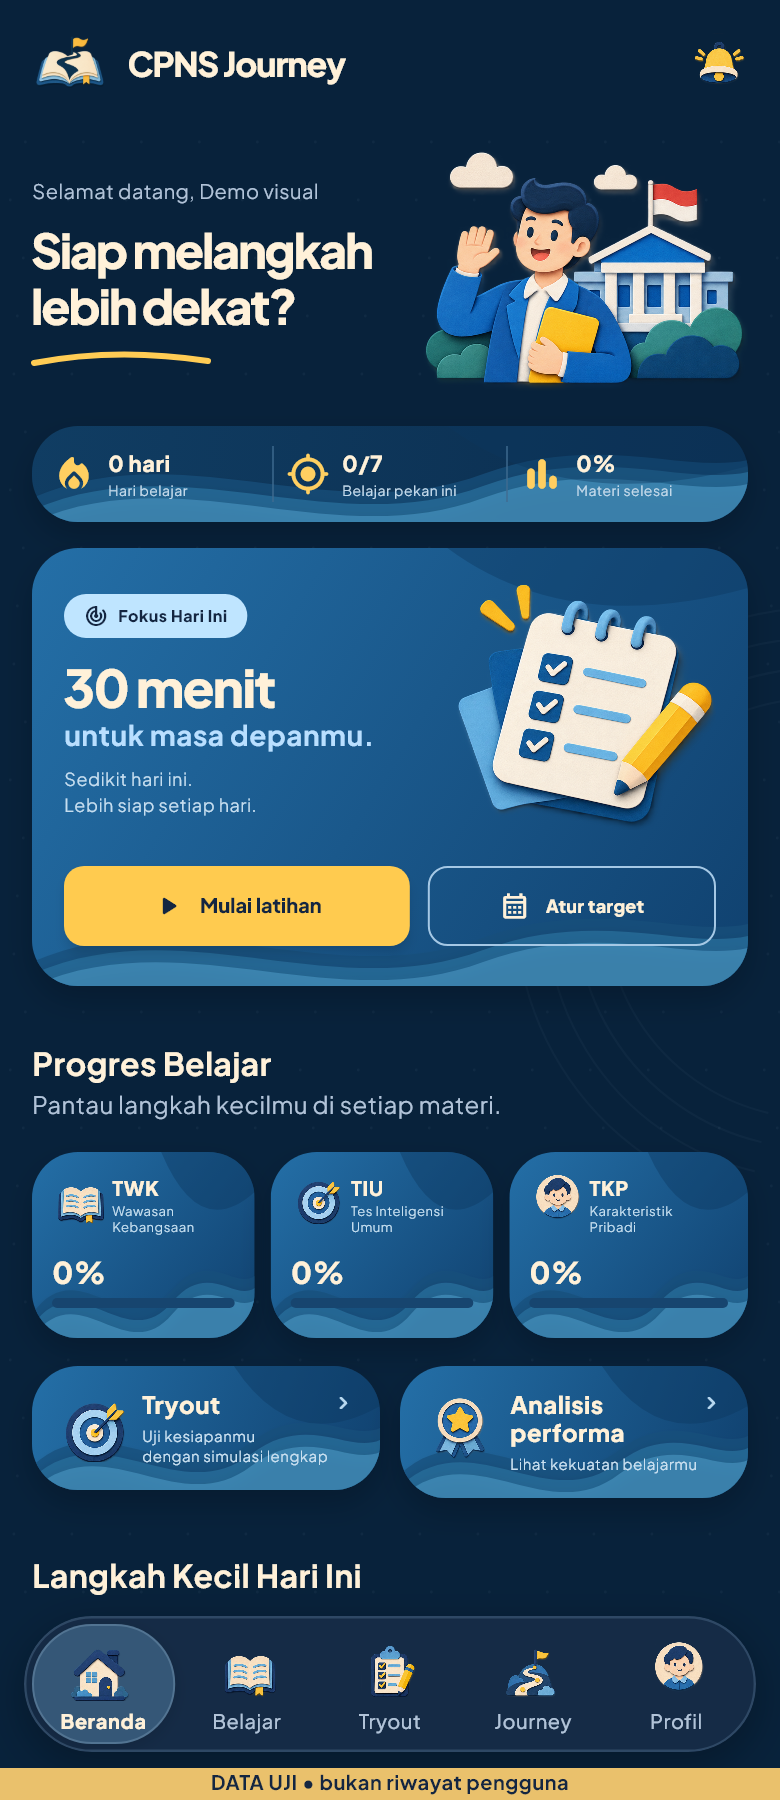 CPNS Journey
Selamat datang, Demo visual
Siap melangkah
lebih dekat?
0 hari
Hari belajar
0/7
Belajar pekan ini
0%
Materi selesai
Fokus Hari Ini
30 menit
untuk masa depanmu.
Sedikit hari ini.
Lebih siap setiap hari.
Mulai latihan
Atur target
Progres Belajar
Pantau langkah kecilmu di setiap materi.
TWK
Wawasan
Kebangsaan
0%
TIU
Tes Inteligensi
Umum
0%
TKP
Karakteristik
Pribadi
0%
Tryout
Uji kesiapanmu
dengan simulasi lengkap
Analisis
performa
Lihat kekuatan belajarmu
Langkah Kecil Hari Ini
Beranda
Belajar
Tryout
Journey
Profil
DATA UJI • bukan riwayat pengguna